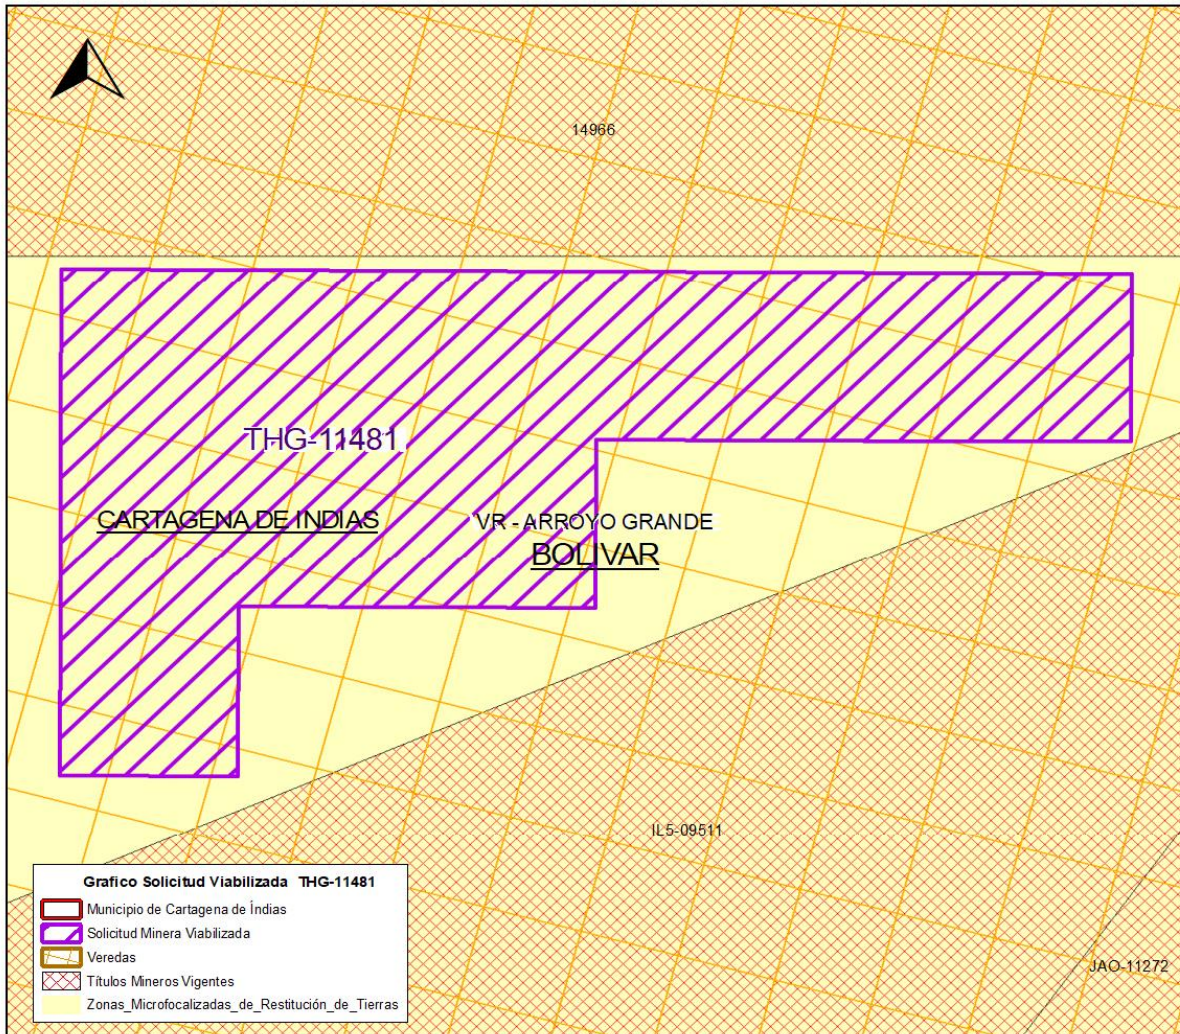 14966
THG-11481
CARTAGENA DE INDIAS
VR - ARROYO GRANDE
BOLIVAR
IL5-09511
JAO-11272
Grafico Solicitud Viabilizada THG-11481
Municipio de Cartagena de Índias
Solicitud Minera Viabilizada
Veredas
Títulos Mineros Vigentes
Zonas_Microfocalizadas_de_Restitución_de_Tierras